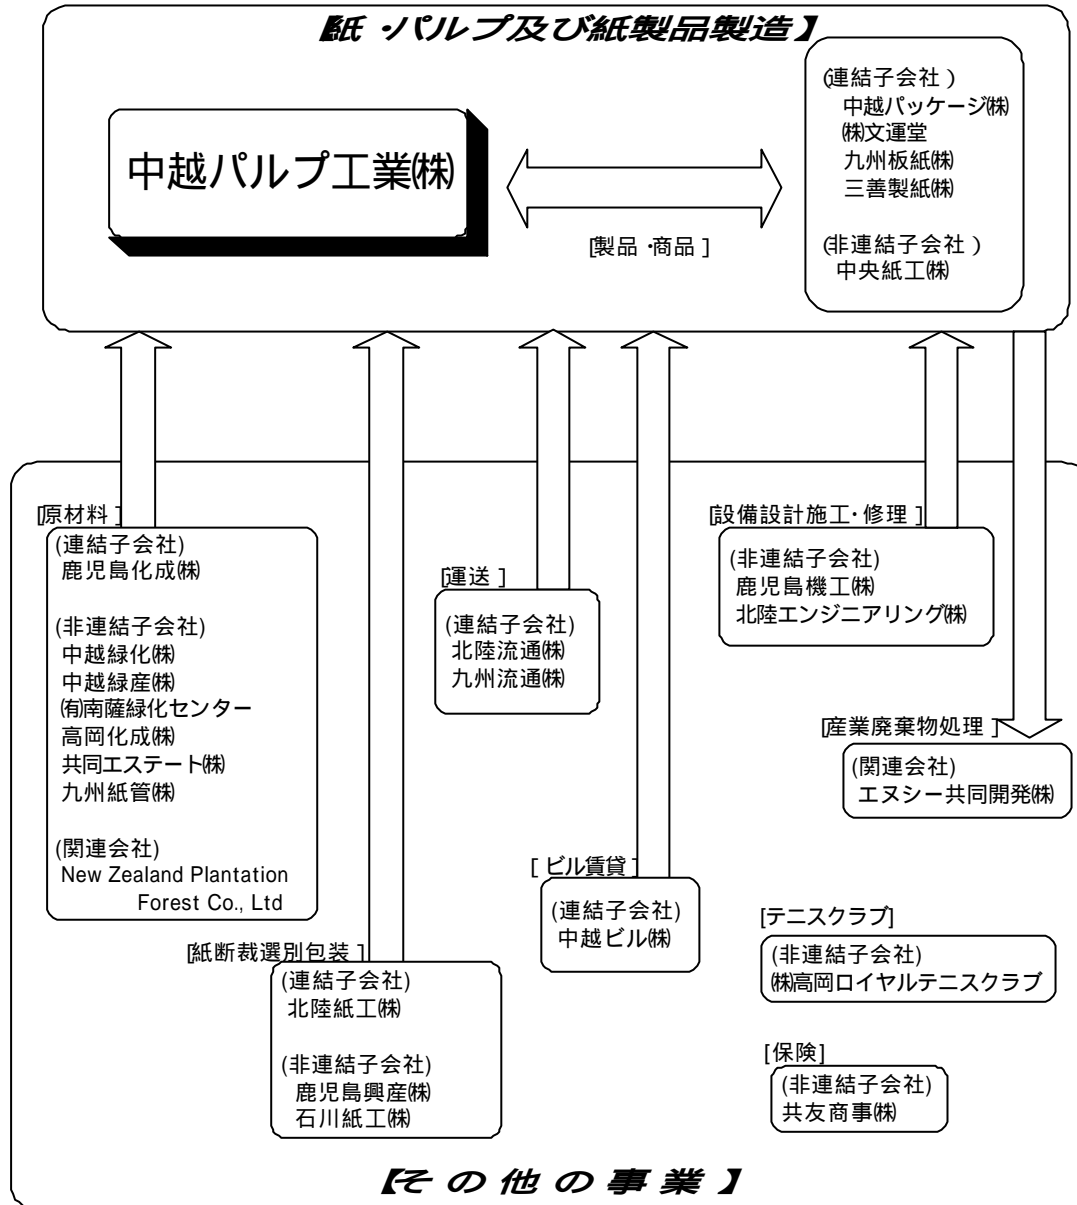 【紙・パルプ及び紙製品製造】
中越パルプ工業㈱
[製品・商品]
(連結子会社)
中越パッケージ㈱
㈱文運堂
九州板紙㈱
三善製紙㈱
(非連結子会社)
中央紙工㈱
[原材料]
(連結子会社)
鹿児島化成㈱
(非連結子会社)
中越緑化㈱
中越緑産㈱
㈲南薩緑化センター
高岡化成㈱
共同エステート㈱
九州紙管㈱
(関連会社)
New Zealand Plantation
Forest Co., Ltd
[紙断裁選別包装]
(連結子会社)
北陸紙工㈱
(非連結子会社)
鹿児島興産㈱
石川紙工㈱
[運送]
(連結子会社)
北陸流通㈱
九州流通㈱
[ビル賃貸]
(連結子会社)
中越ビル㈱
[設備設計施工・修理]
(非連結子会社)
鹿児島機工㈱
北陸エンジニアリング㈱
[産業廃棄物処理]
(関連会社)
エヌシー共同開発㈱
[テニスクラブ]
(非連結子会社)
㈱高岡ロイヤルテニスクラブ
[保険]
(非連結子会社)
共友商事㈱
【その他の事業】